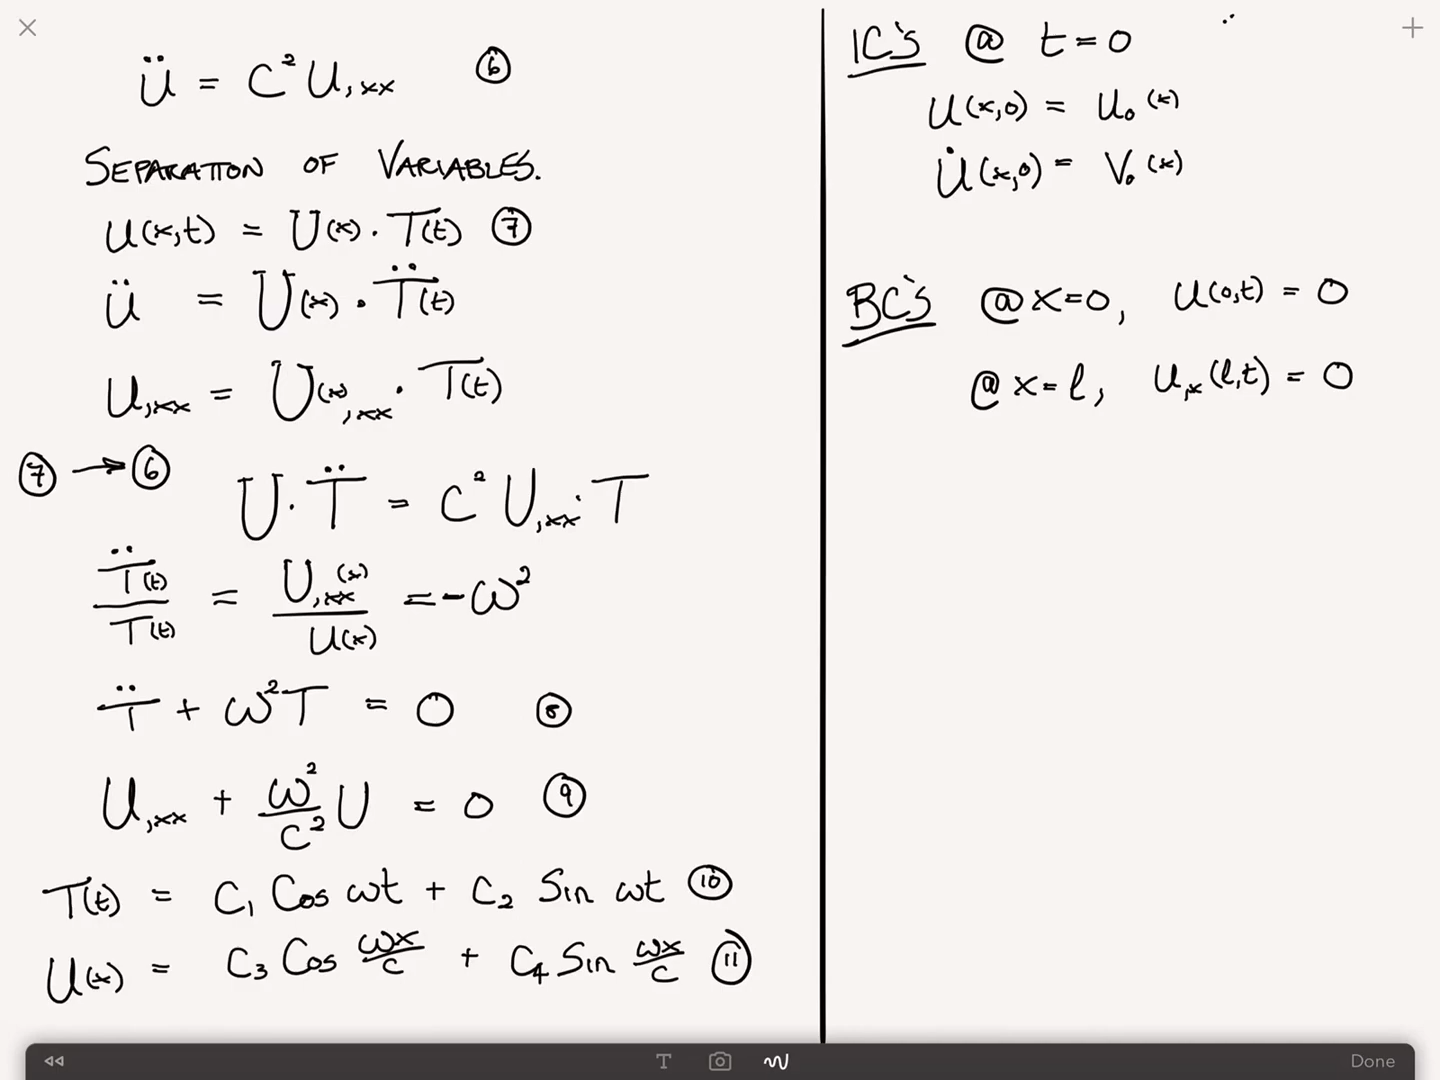 ü = C² U,xx ⑥
SEPARATION OF VARIABLES.
u(x,t) = U(x) · T(t) ⑦
ü = U(x) · T̈(t)
u,xx = U(x),xx · T(t)
⑦ → ⑥ U · T̈ = C² U,xx · T
T̈(t)/T(t) = U,xx(x)/U(x) = -ω²
T̈ + ω²T = 0 ⑧
U,xx + ω²/C² U = 0 ⑨
T(t) = C₁ Cos ωt + C₂ Sin ωt ⑩
U(x) = C₃ Cos ωx/C + C₄ Sin ωx/C ⑪
IC's @ t=0
u(x,0) = u₀(x)
u̇(x,0) = V₀(x)
BC's @ x=0, u(0,t) = 0
@ x=l, u,x(l,t) = 0
T
Done